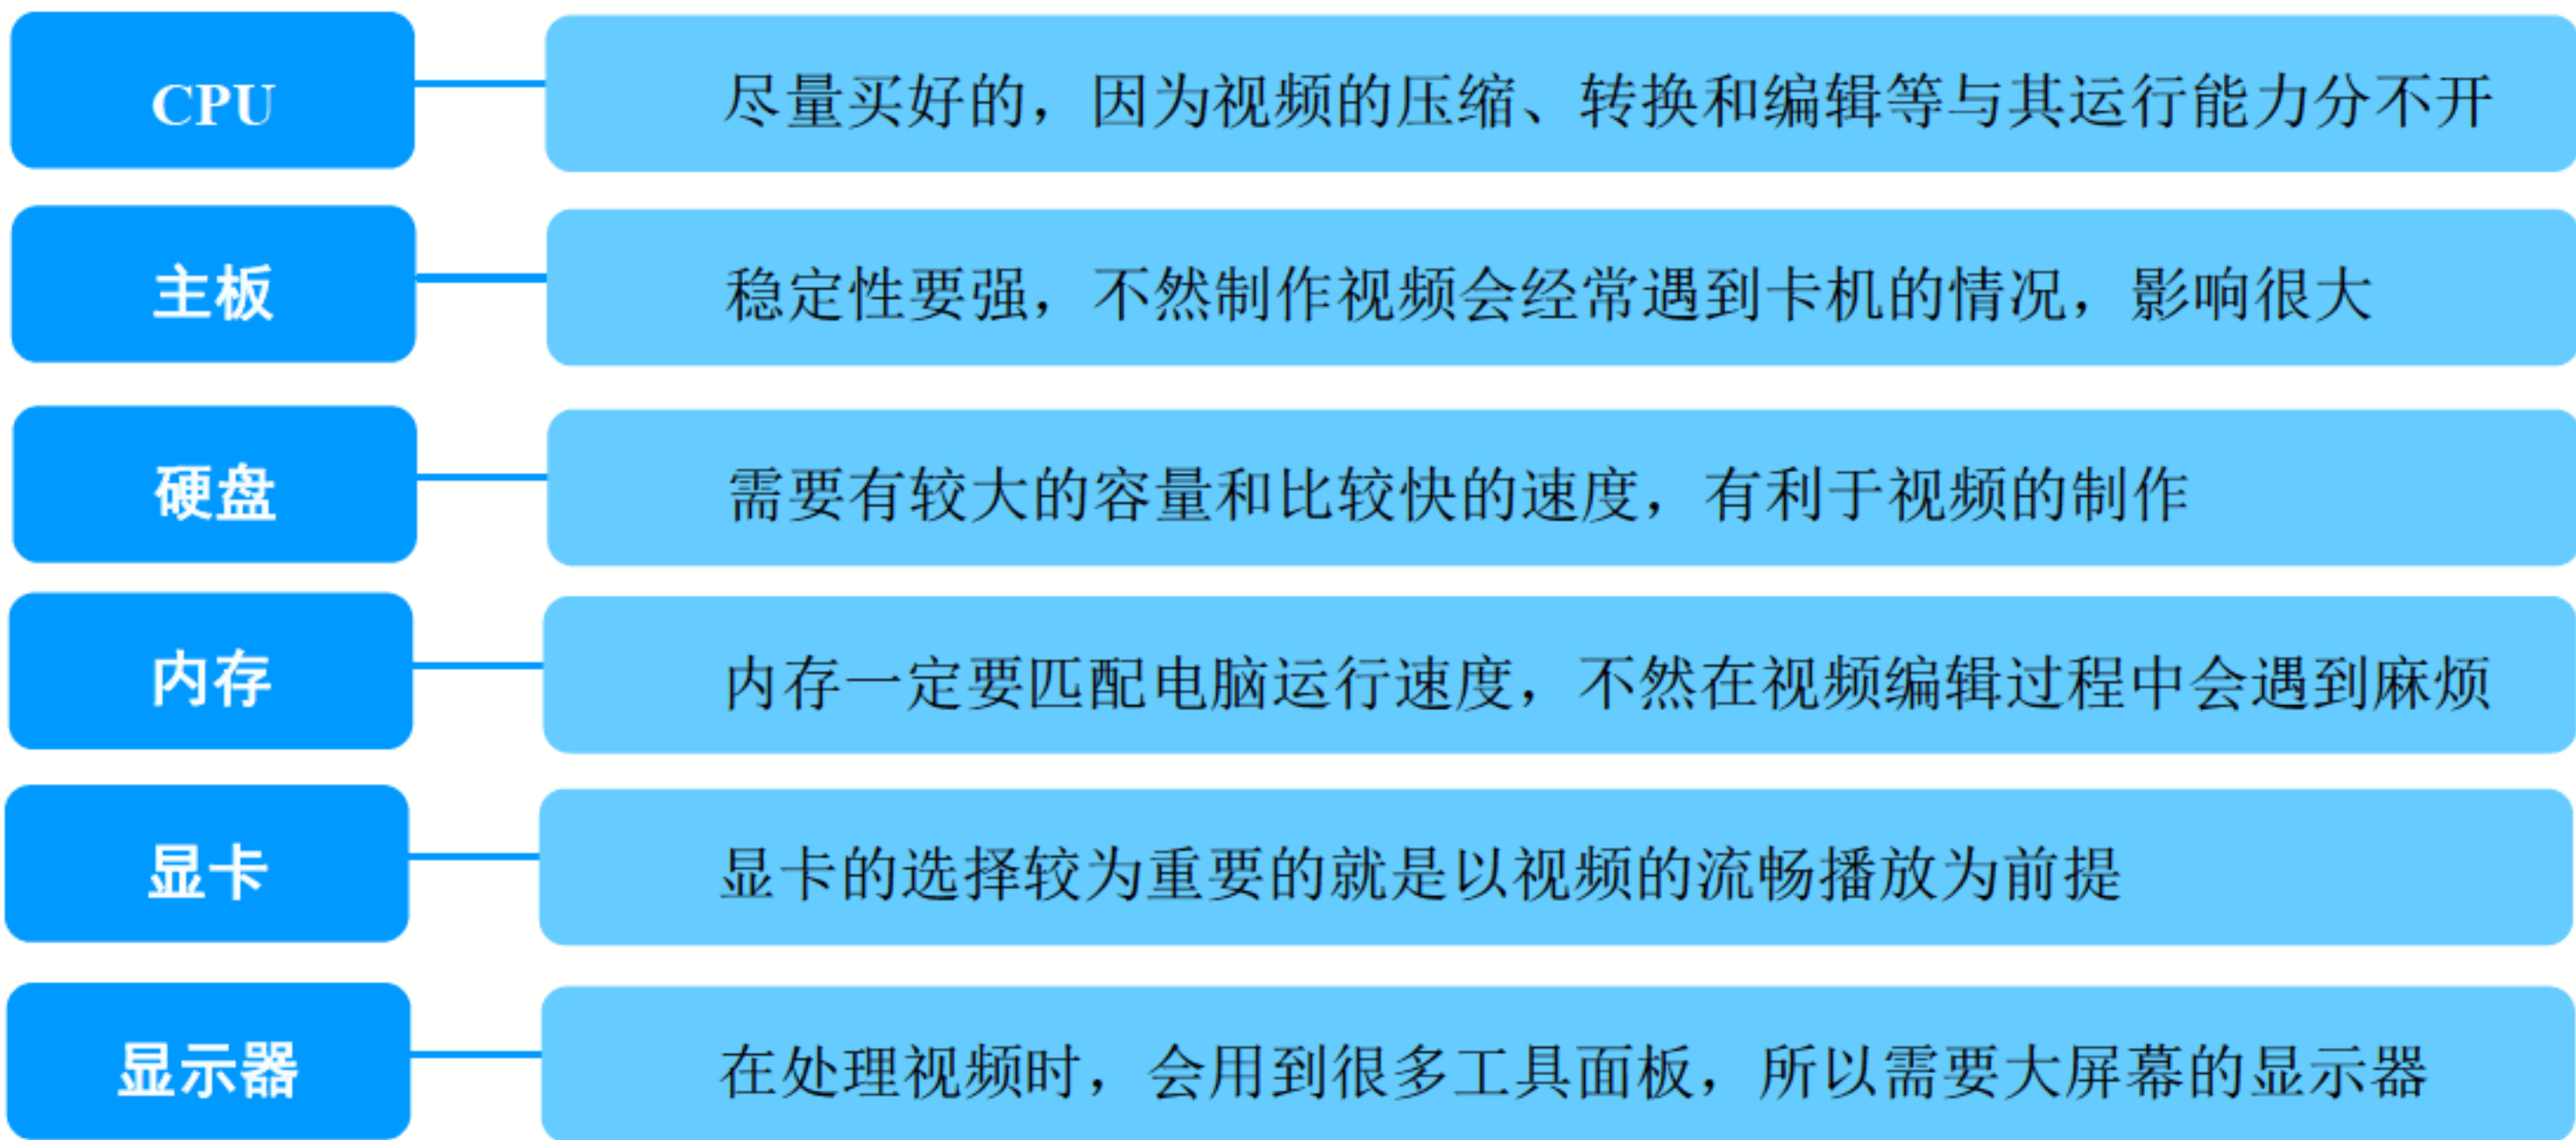 CPU
尽量买好的，因为视频的压缩、转换和编辑等与其运行能力分不开
主板
稳定性要强，不然制作视频会经常遇到卡机的情况，影响很大
硬盘
需要有较大的容量和比较快的速度，有利于视频的制作
内存
内存一定要匹配电脑运行速度，不然在视频编辑过程中会遇到麻烦
显卡
显卡的选择较为重要的就是以视频的流畅播放为前提
显示器
在处理视频时，会用到很多工具面板，所以需要大屏幕的显示器